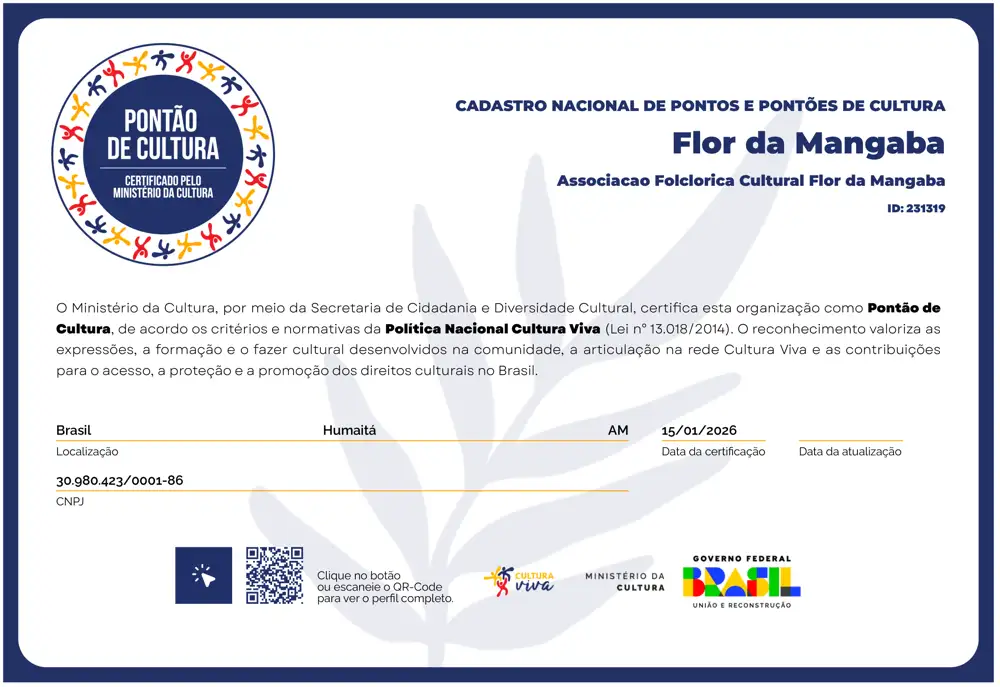 PONTÃO
DE CULTURA
CERTIFICADO PELO
MINISTÉRIO DA CULTURA
CADASTRO NACIONAL DE PONTOS E PONTÕES DE CULTURA
Flor da Mangaba
Associacao Folclorica Cultural Flor da Mangaba
ID: 231319
O Ministério da Cultura, por meio da Secretaria de Cidadania e Diversidade Cultural, certifica esta organização como Pontão de
Cultura, de acordo os critérios e normativas da Política Nacional Cultura Viva (Lei nº 13.018/2014). O reconhecimento valoriza as
expressões, a formação e o fazer cultural desenvolvidos na comunidade, a articulação na rede Cultura Viva e as contribuições
para o acesso, a proteção e a promoção dos direitos culturais no Brasil.
Brasil Humaitá AM 15/01/2026
Localização Data da certificação Data da atualização
30.980.423/0001-86
CNPJ
Clique no botão
ou escaneie o QR-Code
para ver o perfil completo.
CULTURA
viva
MINISTÉRIO DA
CULTURA
GOVERNO FEDERAL
BRASIL
UNIÃO E RECONSTRUÇÃO